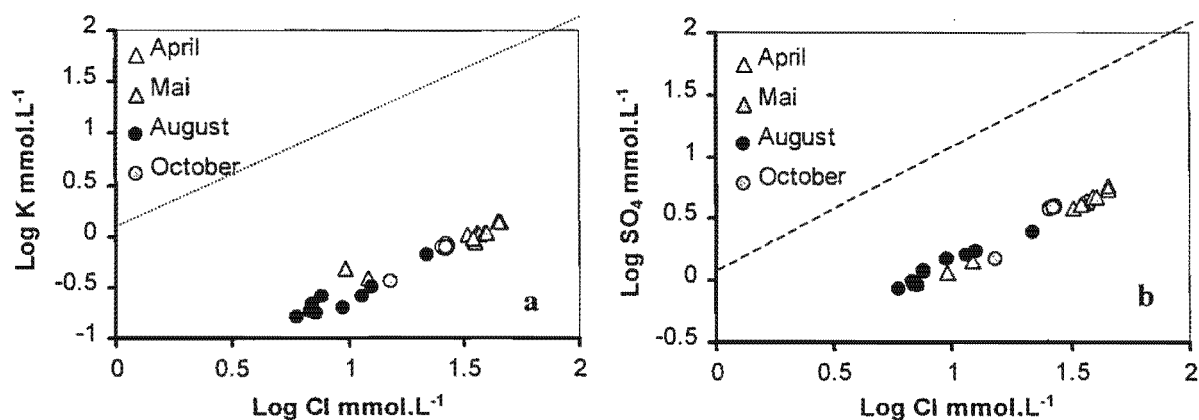 2
1.5
1
0.5
0
-0.5
-1
Log K mmol.L-1
△ April
△ Mai
● August
○ October
a
0 0.5 1 1.5 2
Log Cl mmol.L-1
2
1.5
1
0.5
0
-0.5
Log SO4 mmol.L-1
△ April
△ Mai
● August
○ October
b
0 0.5 1 1.5 2
Log Cl mmol.L-1